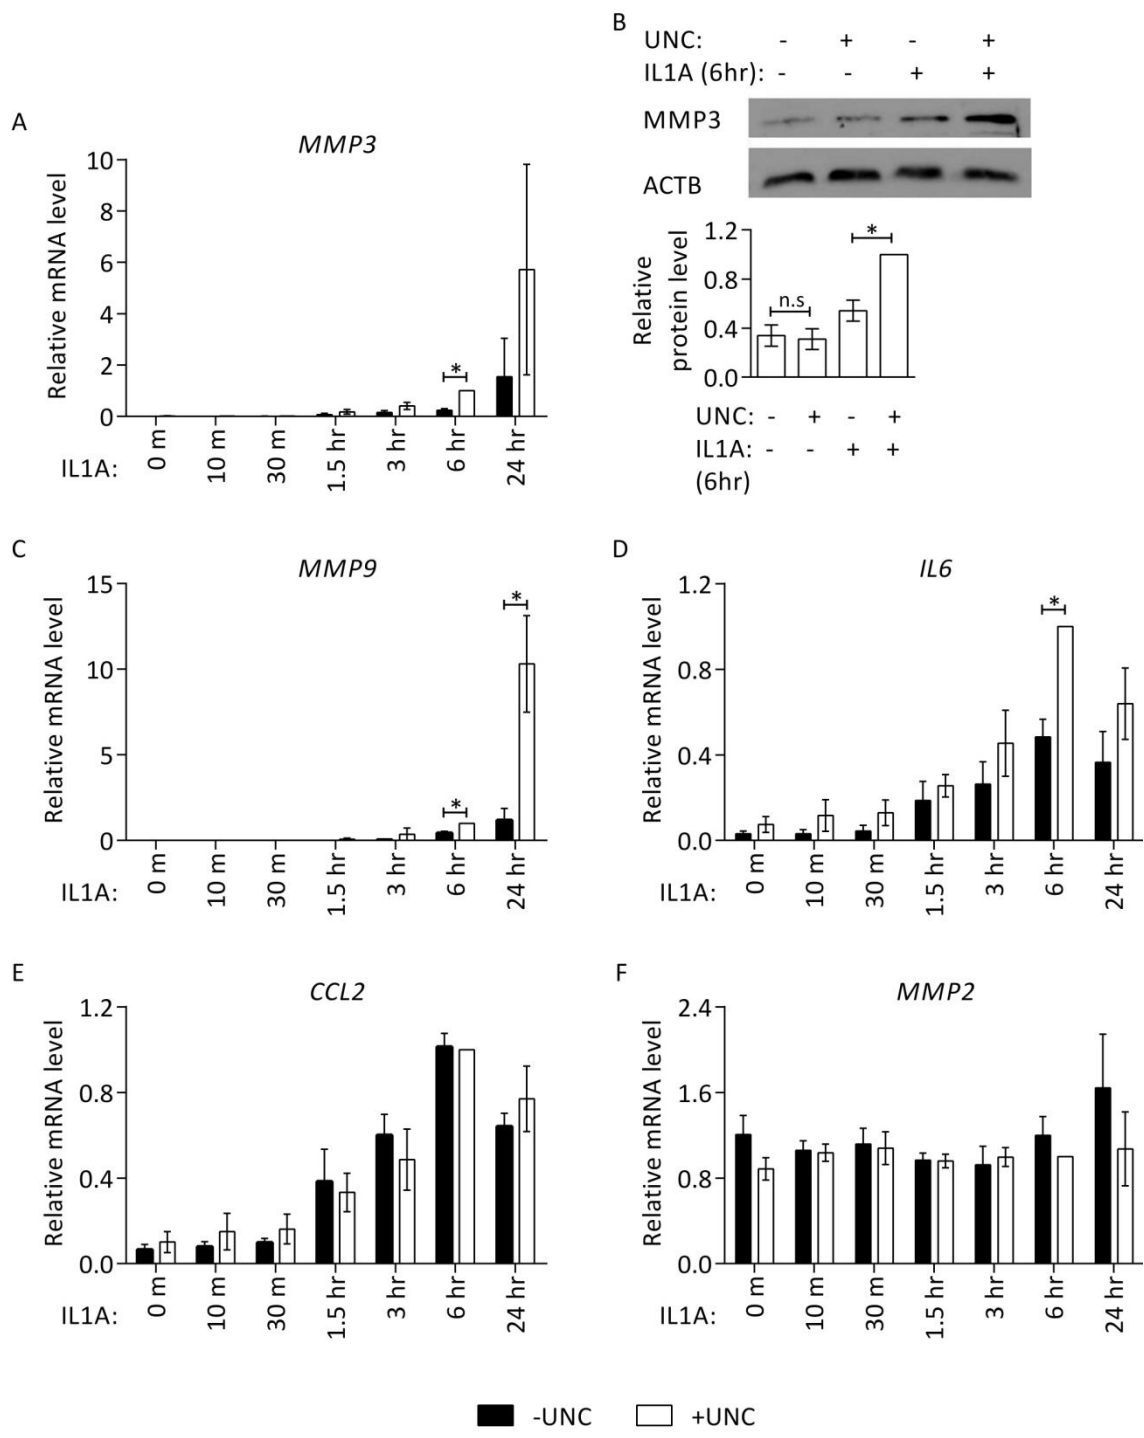 A
MMP3
Relative mRNA level
10
8
6
4
2
0
*
IL1A:
0 m
10 m
30 m
1.5 hr
3 hr
6 hr
24 hr
B
UNC: - + - +
IL1A (6hr): - - + +
MMP3
ACTB
Relative
protein level
1.2
0.8
0.4
0.0
n.s
*
UNC: - + - +
IL1A: - - + +
(6hr)
C
MMP9
Relative mRNA level
15
10
5
0
*
*
IL1A:
0 m
10 m
30 m
1.5 hr
3 hr
6 hr
24 hr
D
IL6
Relative mRNA level
1.2
0.8
0.4
0.0
*
IL1A:
0 m
10 m
30 m
1.5 hr
3 hr
6 hr
24 hr
E
CCL2
Relative mRNA level
1.2
0.8
0.4
0.0
IL1A:
0 m
10 m
30 m
1.5 hr
3 hr
6 hr
24 hr
F
MMP2
Relative mRNA level
2.4
1.6
0.8
0.0
IL1A:
0 m
10 m
30 m
1.5 hr
3 hr
6 hr
24 hr
-UNC
+UNC